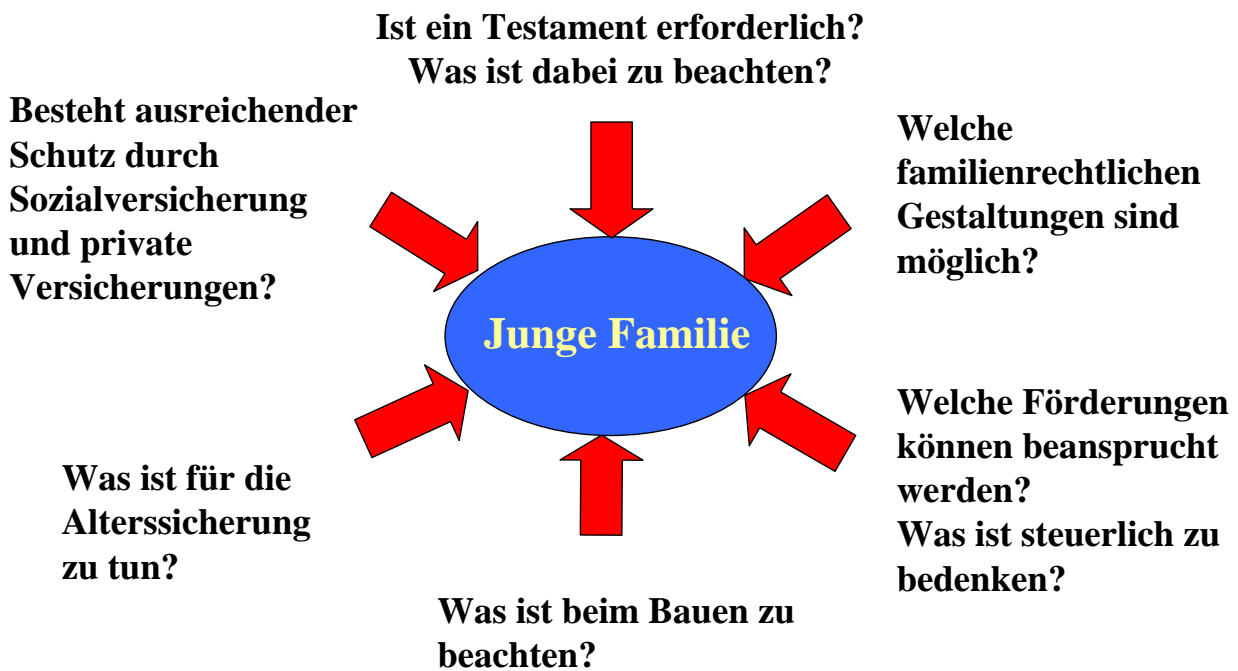 Ist ein Testament erforderlich?
Was ist dabei zu beachten?
Besteht ausreichender
Schutz durch
Sozialversicherung
und private
Versicherungen?
Welche
familienrechtlichen
Gestaltungen sind
möglich?
Junge Familie
Was ist für die
Alterssicherung
zu tun?
Welche Förderungen
können beansprucht
werden?
Was ist steuerlich zu
bedenken?
Was ist beim Bauen zu
beachten?